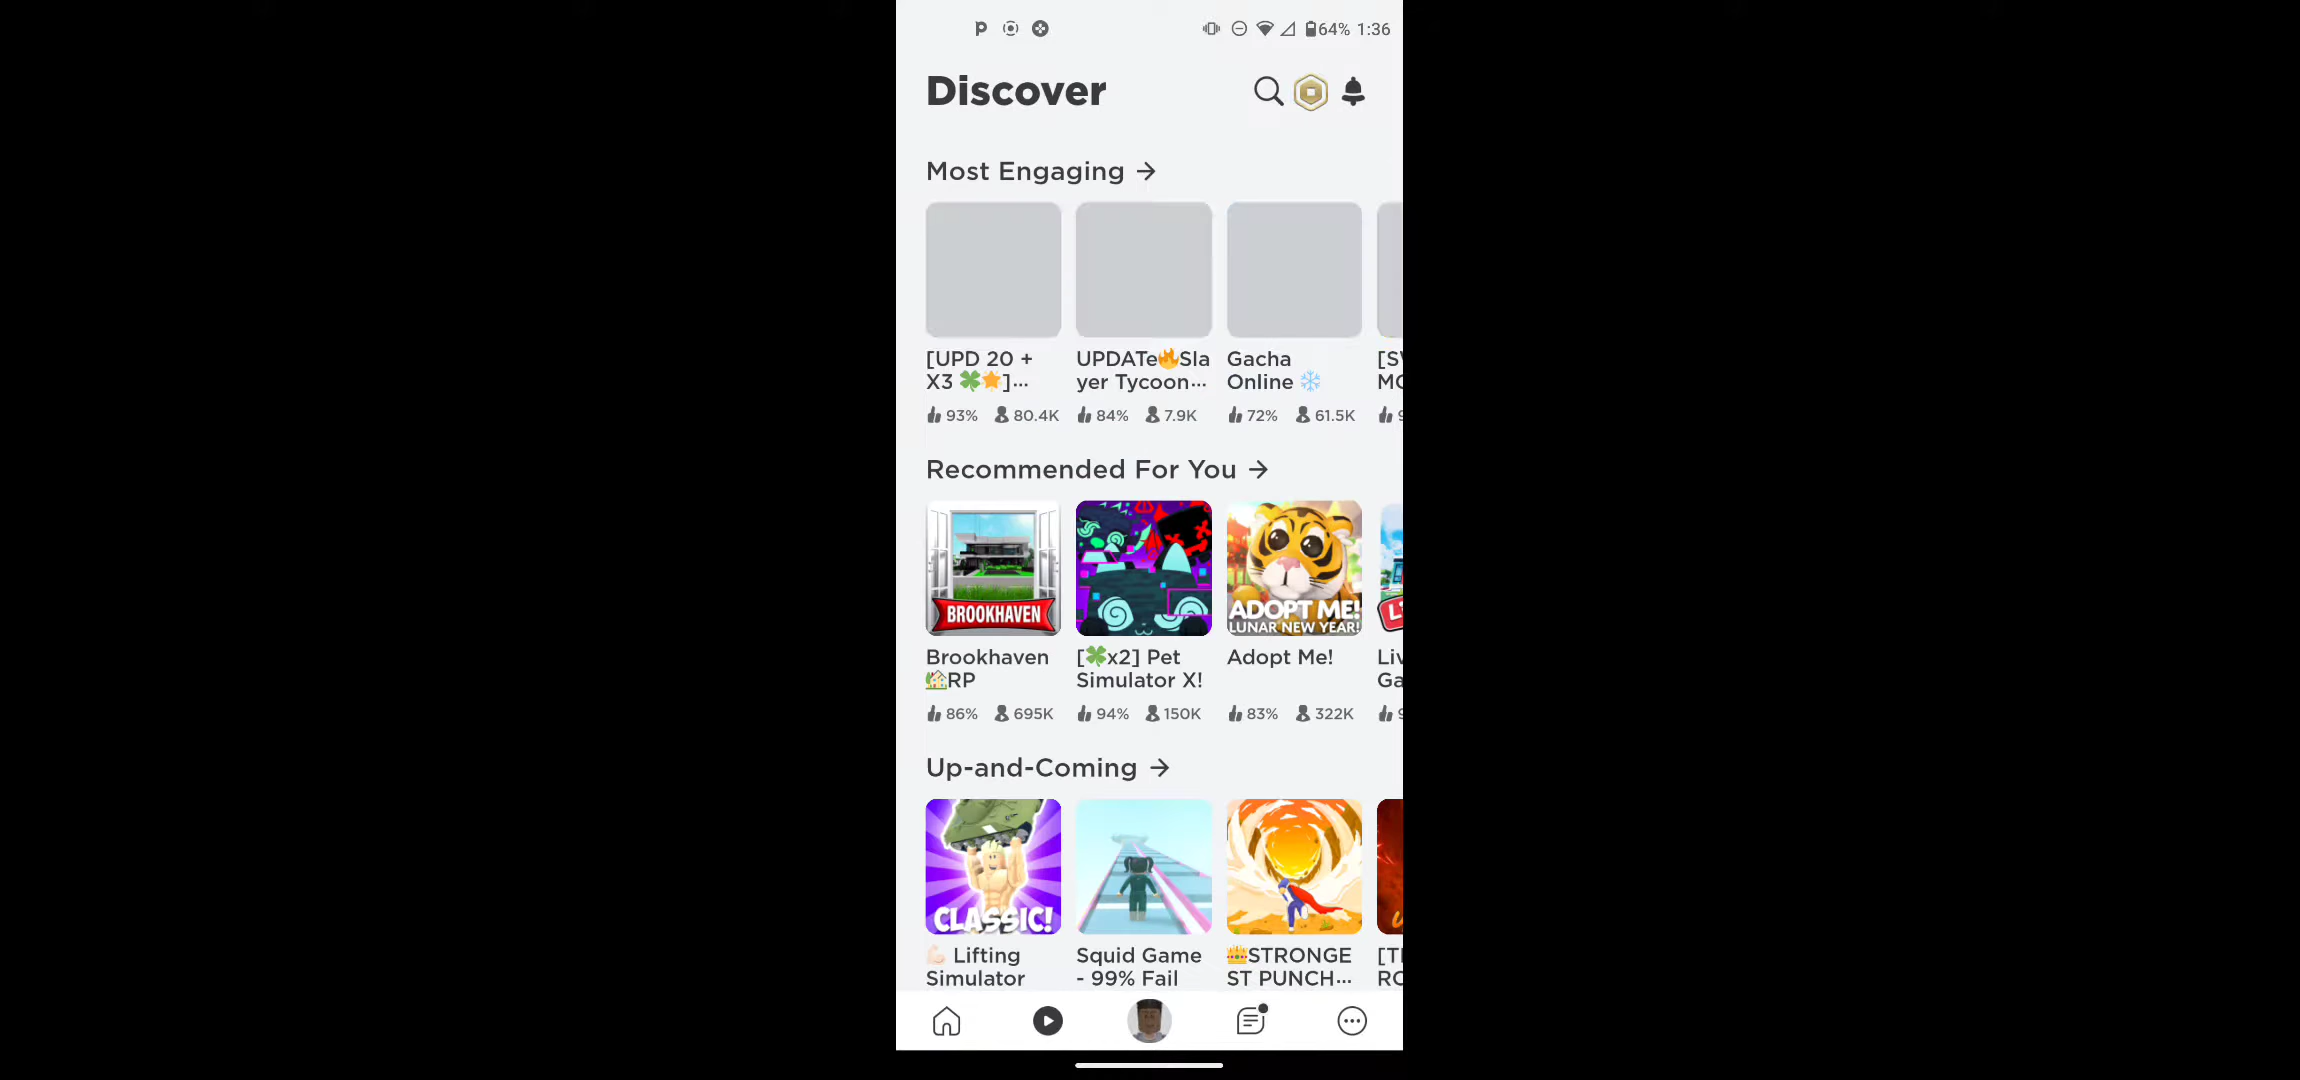 64% 1:36
Discover
Most Engaging →
[UPD 20 +
X3 🍀🌟]...
93% 80.4K
UPDATe🔥Sla
yer Tycoon...
84% 7.9K
Gacha
Online ❄️
72% 61.5K
Recommended For You →
BROOKHAVEN
ADOPT ME!
LUNAR NEW YEAR!
Brookhaven
🏡RP
86% 695K
[🍀x2] Pet
Simulator X!
94% 150K
Adopt Me!
83% 322K
Up-and-Coming →
CLASSIC!
💪🏻 Lifting
Simulator
Squid Game
- 99% Fail
👑STRONGE
ST PUNCH...